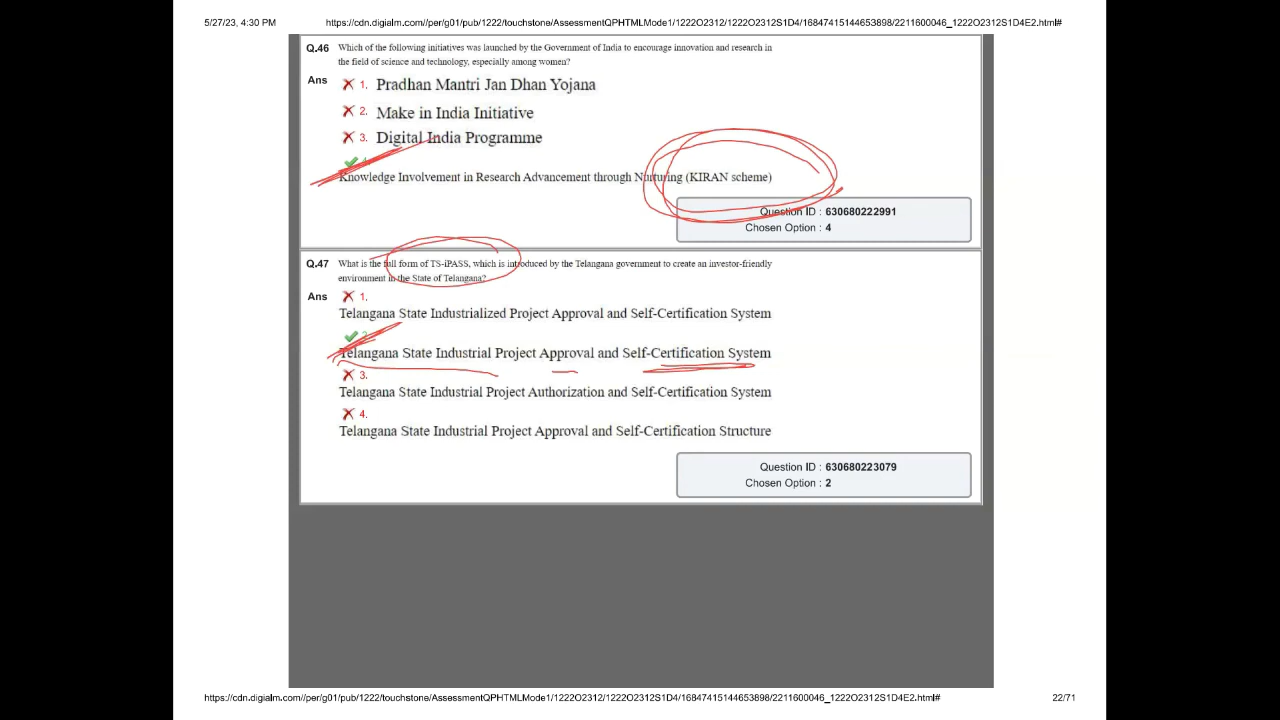 5/27/23, 4:30 PM
https://cdn.digialm.com//per/g01/pub/1222/touchstone/AssessmentQPHTMLMode1/1222O2312/1222O2312S1D4/16847415144653898/2211600046_1222O2312S1D4E2.html#
Q.46 Which of the following initiatives was launched by the Government of India to encourage innovation and research in
the field of science and technology, especially among women?
Ans 1. Pradhan Mantri Jan Dhan Yojana
2. Make in India Initiative
3. Digital India Programme
4.
Knowledge Involvement in Research Advancement through Nurturing (KIRAN scheme)
Question ID : 630680222991
Chosen Option : 4
Q.47 What is the full form of TS-iPASS, which is introduced by the Telangana government to create an investor-friendly
environment in the State of Telangana?
Ans 1.
Telangana State Industrialized Project Approval and Self-Certification System
2.
Telangana State Industrial Project Approval and Self-Certification System
3.
Telangana State Industrial Project Authorization and Self-Certification System
4.
Telangana State Industrial Project Approval and Self-Certification Structure
Question ID : 630680223079
Chosen Option : 2
https://cdn.digialm.com//per/g01/pub/1222/touchstone/AssessmentQPHTMLMode1/1222O2312/1222O2312S1D4/16847415144653898/2211600046_1222O2312S1D4E2.html#
22/71